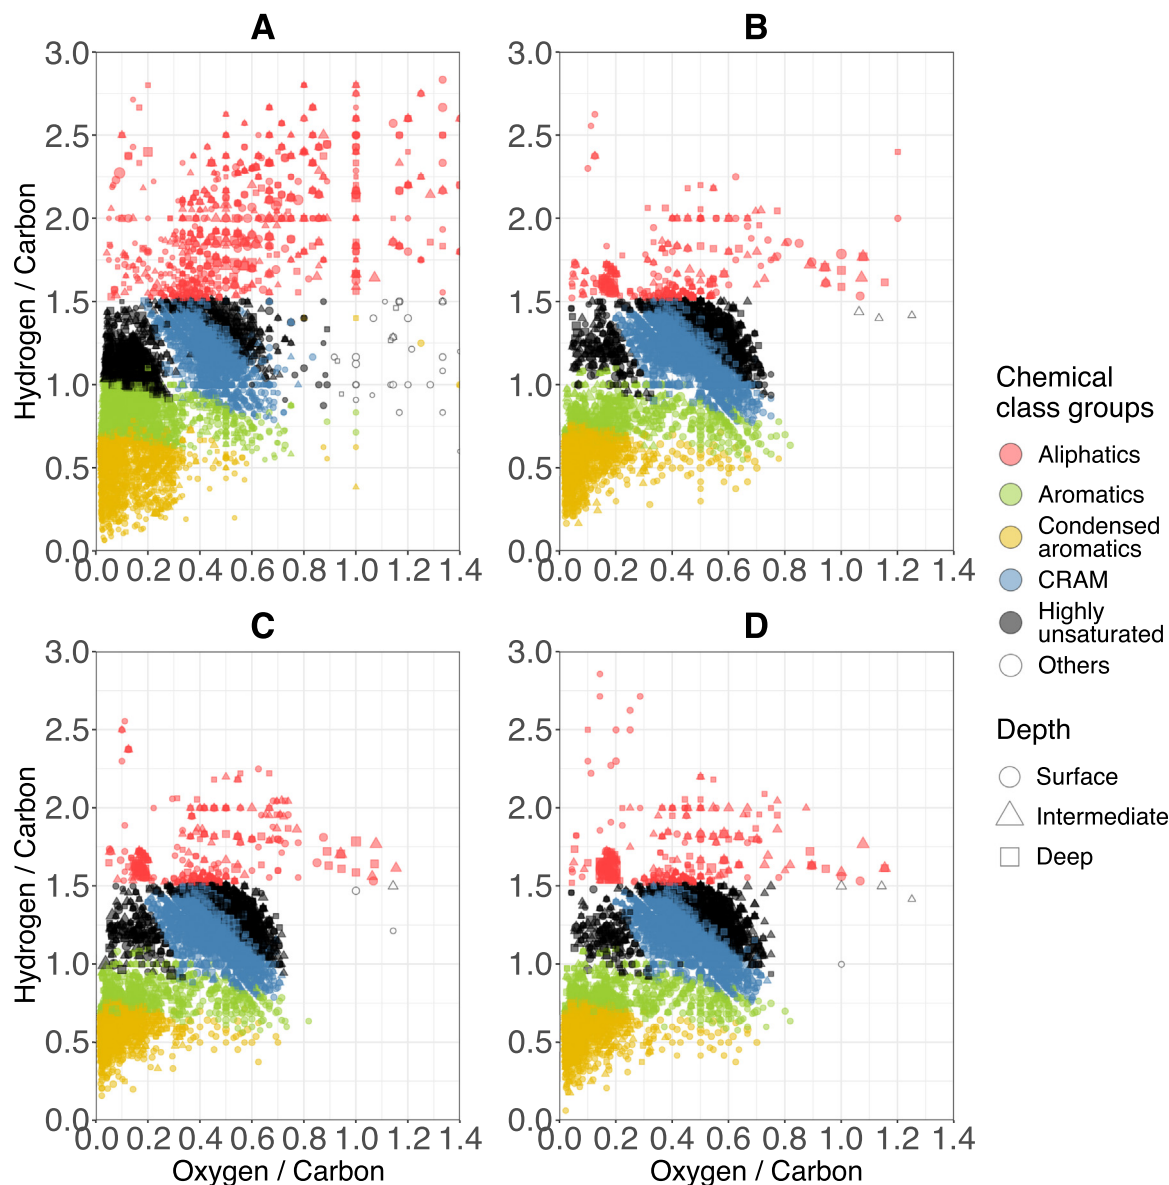 A
B
3.0
2.5
2.0
1.5
1.0
0.5
0.0
Hydrogen / Carbon
0.0 0.2 0.4 0.6 0.8 1.0 1.2 1.4
3.0
2.5
2.0
1.5
1.0
0.5
0.0
0.0 0.2 0.4 0.6 0.8 1.0 1.2 1.4
C
D
3.0
2.5
2.0
1.5
1.0
0.5
0.0
Hydrogen / Carbon
0.0 0.2 0.4 0.6 0.8 1.0 1.2 1.4
Oxygen / Carbon
3.0
2.5
2.0
1.5
1.0
0.5
0.0
0.0 0.2 0.4 0.6 0.8 1.0 1.2 1.4
Oxygen / Carbon
Chemical
class groups
Aliphatics
Aromatics
Condensed
aromatics
CRAM
Highly
unsaturated
Others
Depth
Surface
Intermediate
Deep